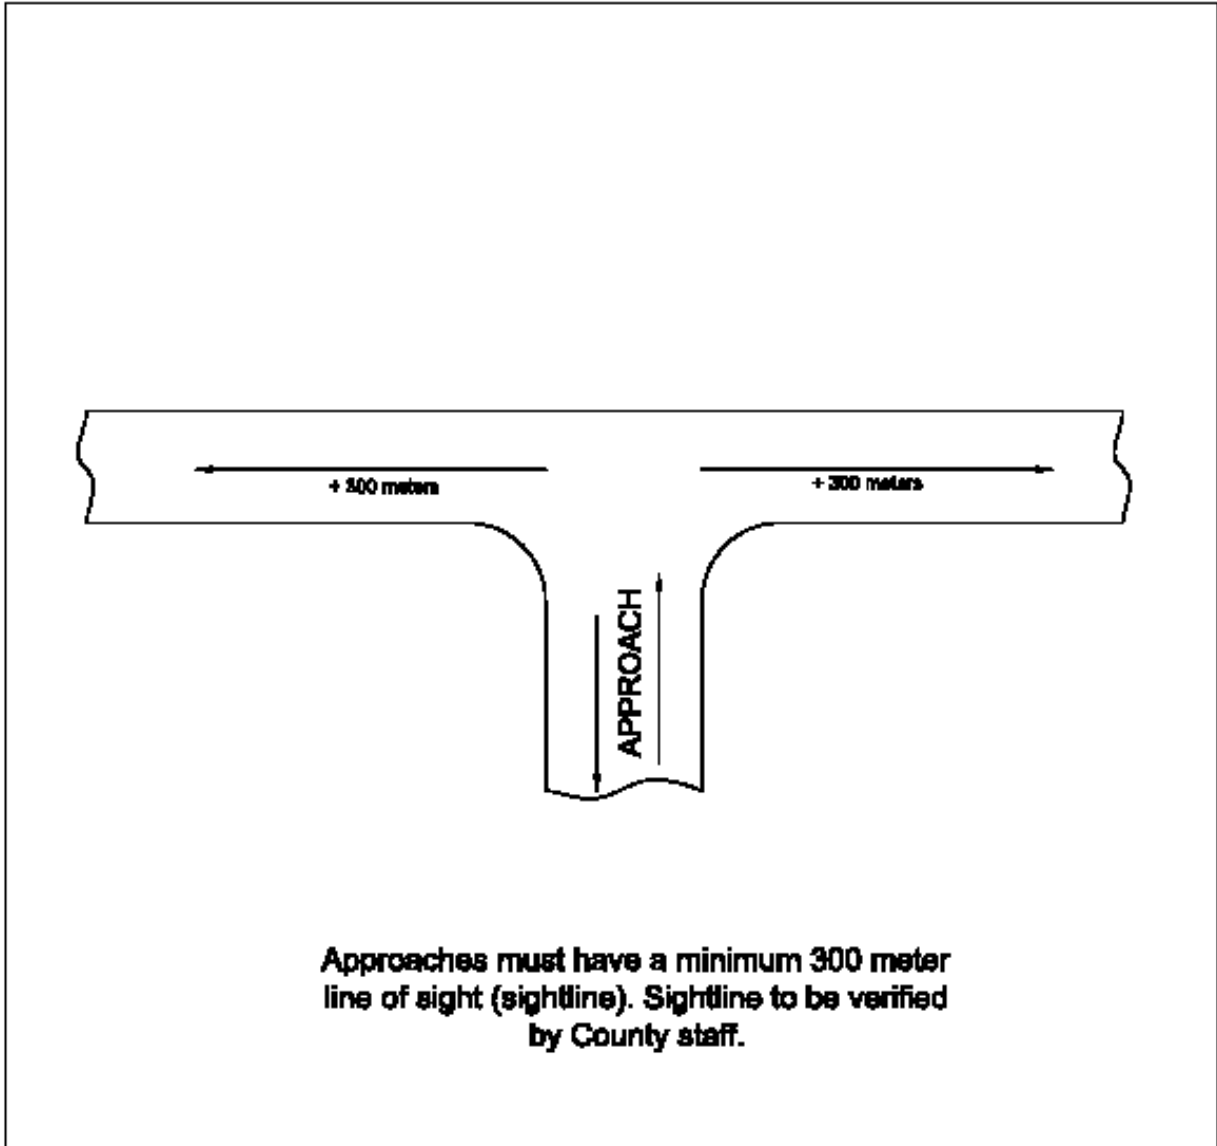 + 300 meters
+ 300 meters
APPROACH
Approaches must have a minimum 300 meter
line of sight (sightline). Sightline to be verified
by County staff.